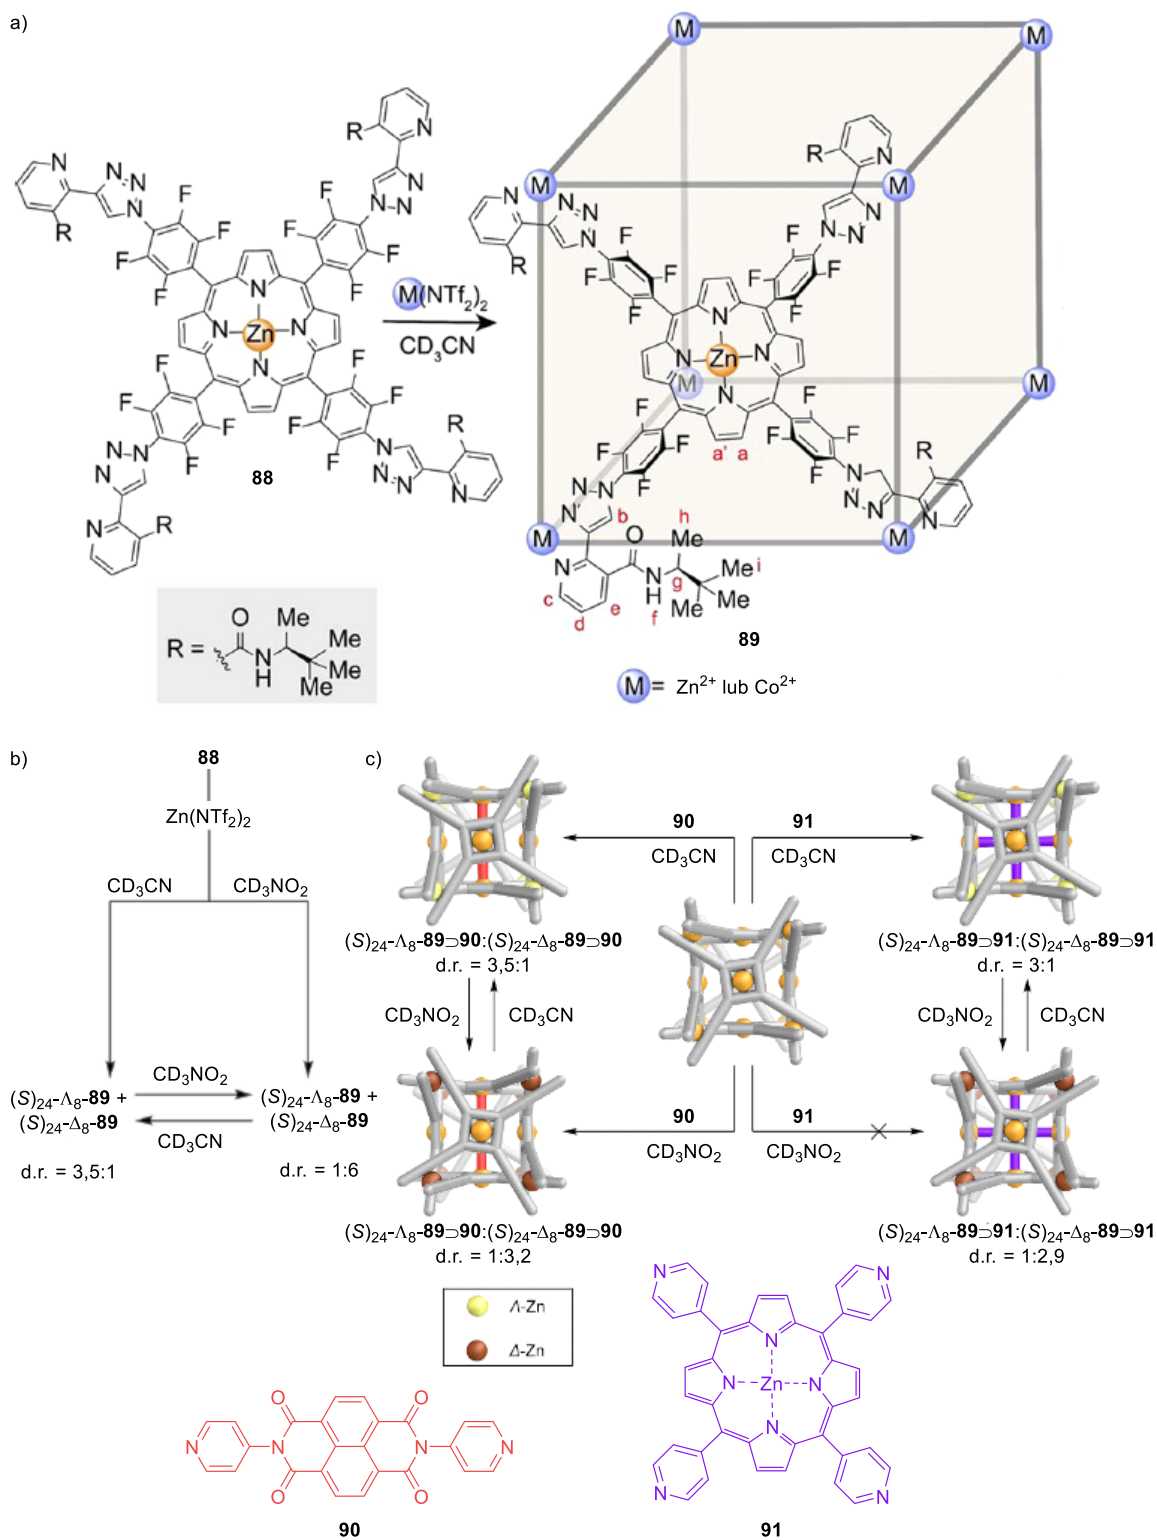 a)
88
M(NTf2)2
CD3CN
R =
O
Me
N
H
Me
Me
Me
Zn
M
R
N
F
a' a
b
c
d
e
f
g
h
i
89
M = Zn2+ lub Co2+
b)
88
Zn(NTf2)2
CD3CN
CD3NO2
(S)24-Λ8-89 +
(S)24-Δ8-89
d.r. = 3,5:1
CD3NO2
CD3CN
(S)24-Λ8-89 +
(S)24-Δ8-89
d.r. = 1:6
c)
90
CD3CN
91
CD3CN
(S)24-Λ8-89⊃90:(S)24-Δ8-89⊃90
d.r. = 3,5:1
(S)24-Λ8-89⊃91:(S)24-Δ8-89⊃91
d.r. = 3:1
CD3NO2
CD3CN
CD3NO2
CD3CN
90
CD3NO2
91
CD3NO2
(S)24-Λ8-89⊃90:(S)24-Δ8-89⊃90
d.r. = 1:3,2
(S)24-Λ8-89⊃91:(S)24-Δ8-89⊃91
d.r. = 1:2,9
Λ-Zn
Δ-Zn
90
91